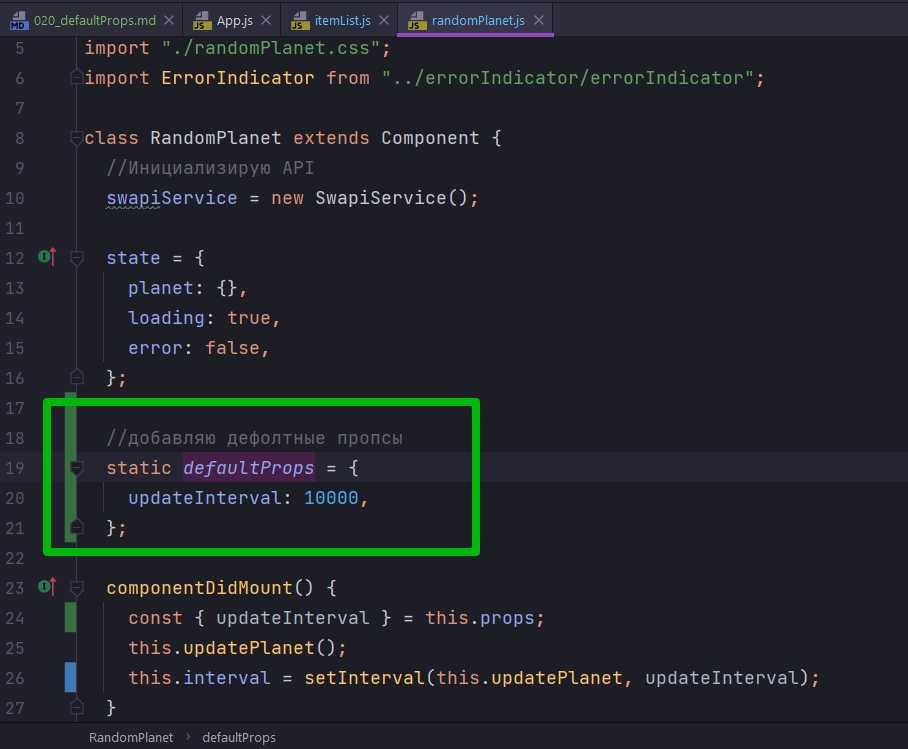 020_defaultProps.md App.js itemList.js randomPlanet.js
5 import "./randomPlanet.css";
6 import ErrorIndicator from "../errorIndicator/errorIndicator";
7
8 class RandomPlanet extends Component {
9 //Инициализирую API
10 swapiService = new SwapiService();
11
12 state = {
13 planet: {},
14 loading: true,
15 error: false,
16 };
17
18 //добавляю дефолтные пропсы
19 static defaultProps = {
20 updateInterval: 10000,
21 };
22
23 componentDidMount() {
24 const { updateInterval } = this.props;
25 this.updatePlanet();
26 this.interval = setInterval(this.updatePlanet, updateInterval);
27 }
RandomPlanet › defaultProps